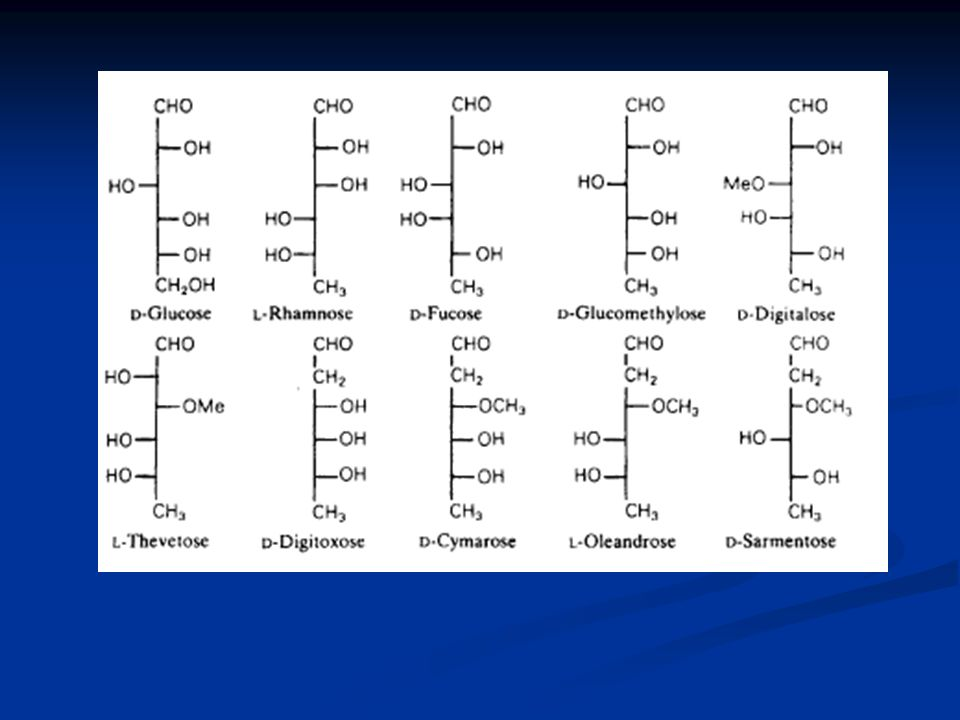 CHO CHO CHO CHO CHO
OH OH OH OH OH
HO OH HO HO MeO
OH HO HO OH HO
OH HO OH OH OH
CH₂OH CH₃ CH₃ CH₃ CH₃
D-Glucose L-Rhamnose D-Fucose D-Glucomethylose D-Digitalose
CHO CHO CHO CHO CHO
HO CH₂ CH₂ CH₂ CH₂
OMe OH OCH₃ OCH₃ OCH₃
HO OH OH HO HO
HO OH OH HO OH
CH₃ CH₃ CH₃ CH₃ CH₃
L-Thevetose D-Digitoxose D-Cymarose L-Oleandrose D-Sarmentose